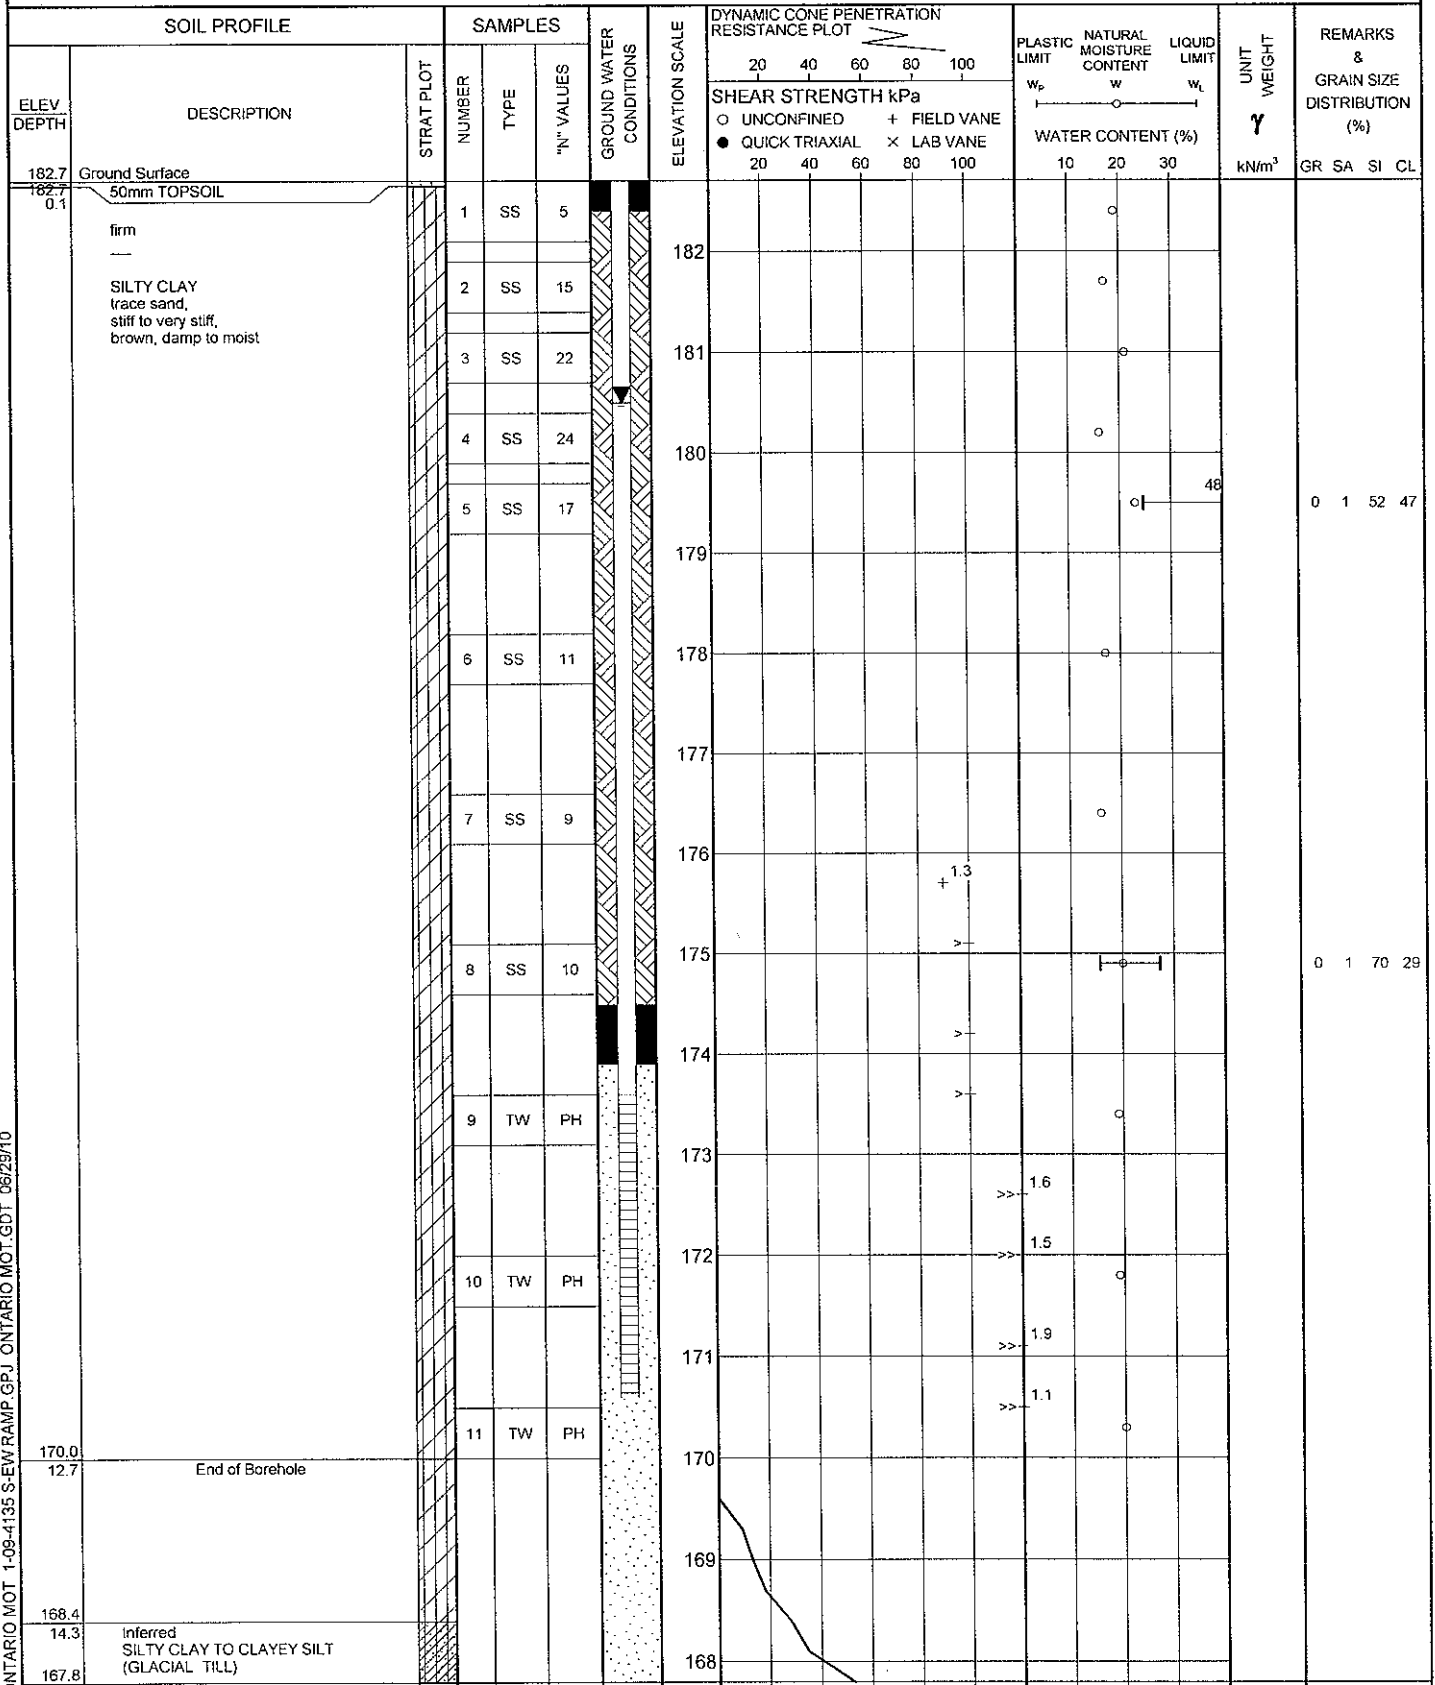 SOIL PROFILE
SAMPLES
GROUND WATER
CONDITIONS
ELEVATION SCALE
DYNAMIC CONE PENETRATION
RESISTANCE PLOT
20 40 60 80 100
SHEAR STRENGTH kPa
O UNCONFINED + FIELD VANE
● QUICK TRIAXIAL × LAB VANE
20 40 60 80 100
PLASTIC LIMIT
NATURAL MOISTURE CONTENT
LIQUID LIMIT
WP W WL
WATER CONTENT (%)
10 20 30
UNIT WEIGHT
γ
kN/m³
REMARKS
&
GRAIN SIZE
DISTRIBUTION
(%)
GR SA SI CL
ELEV
DEPTH
DESCRIPTION
STRAT PLOT
NUMBER
TYPE
"N" VALUES
182.7 Ground Surface
182.7 50mm TOPSOIL
0.1
firm
SILTY CLAY
trace sand,
stiff to very stiff,
brown, damp to moist
1 SS 5
182
2 SS 15
3 SS 22
181
4 SS 24
180
48
5 SS 17
0 1 52 47
179
6 SS 11
178
177
7 SS 9
176
1.3
175
8 SS 10
0 1 70 29
174
9 TW PH
173
1.6
172
1.5
10 TW PH
1.9
171
1.1
11 TW PH
170.0
170
12.7 End of Borehole
169
168.4
14.3 Inferred
SILTY CLAY TO CLAYEY SILT
(GLACIAL TILL)
168
167.8
NTARIO MOT 1-09-4135 S-EW RAMP.GPJ ONTARIO MOT.GDT 06/29/10